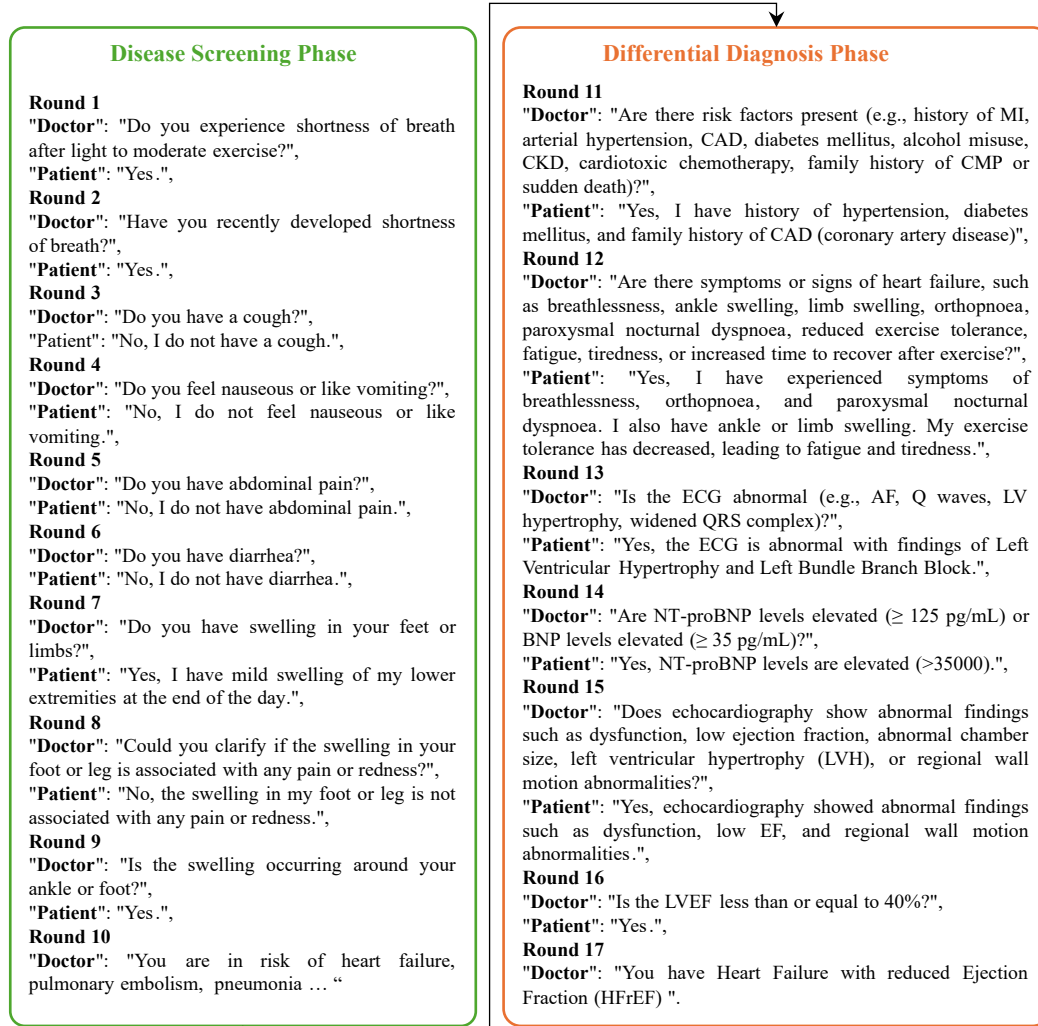 Disease Screening Phase
Round 1
"Doctor": "Do you experience shortness of breath
after light to moderate exercise?",
"Patient": "Yes.",
Round 2
"Doctor": "Have you recently developed shortness
of breath?",
"Patient": "Yes.",
Round 3
"Doctor": "Do you have a cough?",
"Patient": "No, I do not have a cough.",
Round 4
"Doctor": "Do you feel nauseous or like vomiting?",
"Patient": "No, I do not feel nauseous or like
vomiting.",
Round 5
"Doctor": "Do you have abdominal pain?",
"Patient": "No, I do not have abdominal pain.",
Round 6
"Doctor": "Do you have diarrhea?",
"Patient": "No, I do not have diarrhea.",
Round 7
"Doctor": "Do you have swelling in your feet or
limbs?",
"Patient": "Yes, I have mild swelling of my lower
extremities at the end of the day.",
Round 8
"Doctor": "Could you clarify if the swelling in your
foot or leg is associated with any pain or redness?",
"Patient": "No, the swelling in my foot or leg is not
associated with any pain or redness.",
Round 9
"Doctor": "Is the swelling occurring around your
ankle or foot?",
"Patient": "Yes.",
Round 10
"Doctor": "You are in risk of heart failure,
pulmonary embolism, pneumonia … “
Differential Diagnosis Phase
Round 11
"Doctor": "Are there risk factors present (e.g., history of MI,
arterial hypertension, CAD, diabetes mellitus, alcohol misuse,
CKD, cardiotoxic chemotherapy, family history of CMP or
sudden death)?",
"Patient": "Yes, I have history of hypertension, diabetes
mellitus, and family history of CAD (coronary artery disease)",
Round 12
"Doctor": "Are there symptoms or signs of heart failure, such
as breathlessness, ankle swelling, limb swelling, orthopnoea,
paroxysmal nocturnal dyspnoea, reduced exercise tolerance,
fatigue, tiredness, or increased time to recover after exercise?",
"Patient": "Yes, I have experienced symptoms of
breathlessness, orthopnoea, and paroxysmal nocturnal
dyspnoea. I also have ankle or limb swelling. My exercise
tolerance has decreased, leading to fatigue and tiredness.",
Round 13
"Doctor": "Is the ECG abnormal (e.g., AF, Q waves, LV
hypertrophy, widened QRS complex)?",
"Patient": "Yes, the ECG is abnormal with findings of Left
Ventricular Hypertrophy and Left Bundle Branch Block.",
Round 14
"Doctor": "Are NT-proBNP levels elevated (≥ 125 pg/mL) or
BNP levels elevated (≥ 35 pg/mL)?",
"Patient": "Yes, NT-proBNP levels are elevated (>35000).",
Round 15
"Doctor": "Does echocardiography show abnormal findings
such as dysfunction, low ejection fraction, abnormal chamber
size, left ventricular hypertrophy (LVH), or regional wall
motion abnormalities?",
"Patient": "Yes, echocardiography showed abnormal findings
such as dysfunction, low EF, and regional wall motion
abnormalities.",
Round 16
"Doctor": "Is the LVEF less than or equal to 40%?",
"Patient": "Yes.",
Round 17
"Doctor": "You have Heart Failure with reduced Ejection
Fraction (HFrEF) ".